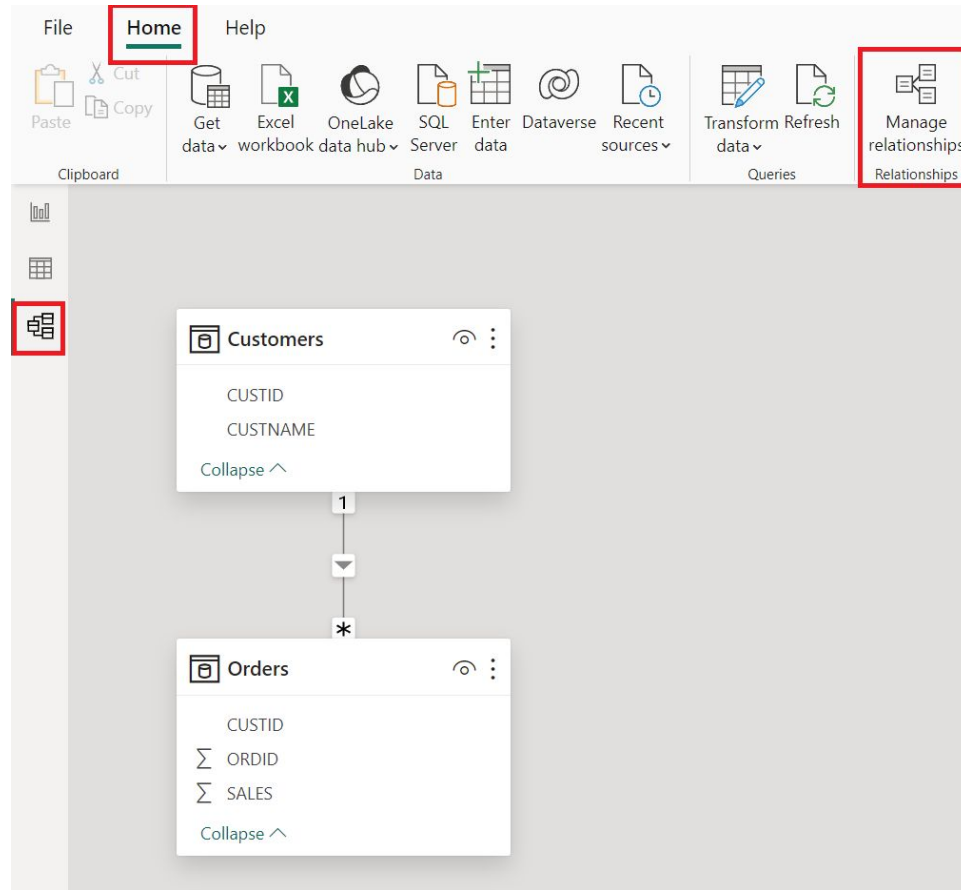 File Home Help
Cut
Copy
Paste
Get data
Excel workbook
OneLake data hub
SQL Server
Enter data
Dataverse
Recent sources
Transform data
Refresh
Manage relationships
Clipboard
Data
Queries
Relationships
Customers
CUSTID
CUSTNAME
Collapse
1
*
Orders
CUSTID
∑ ORDID
∑ SALES
Collapse